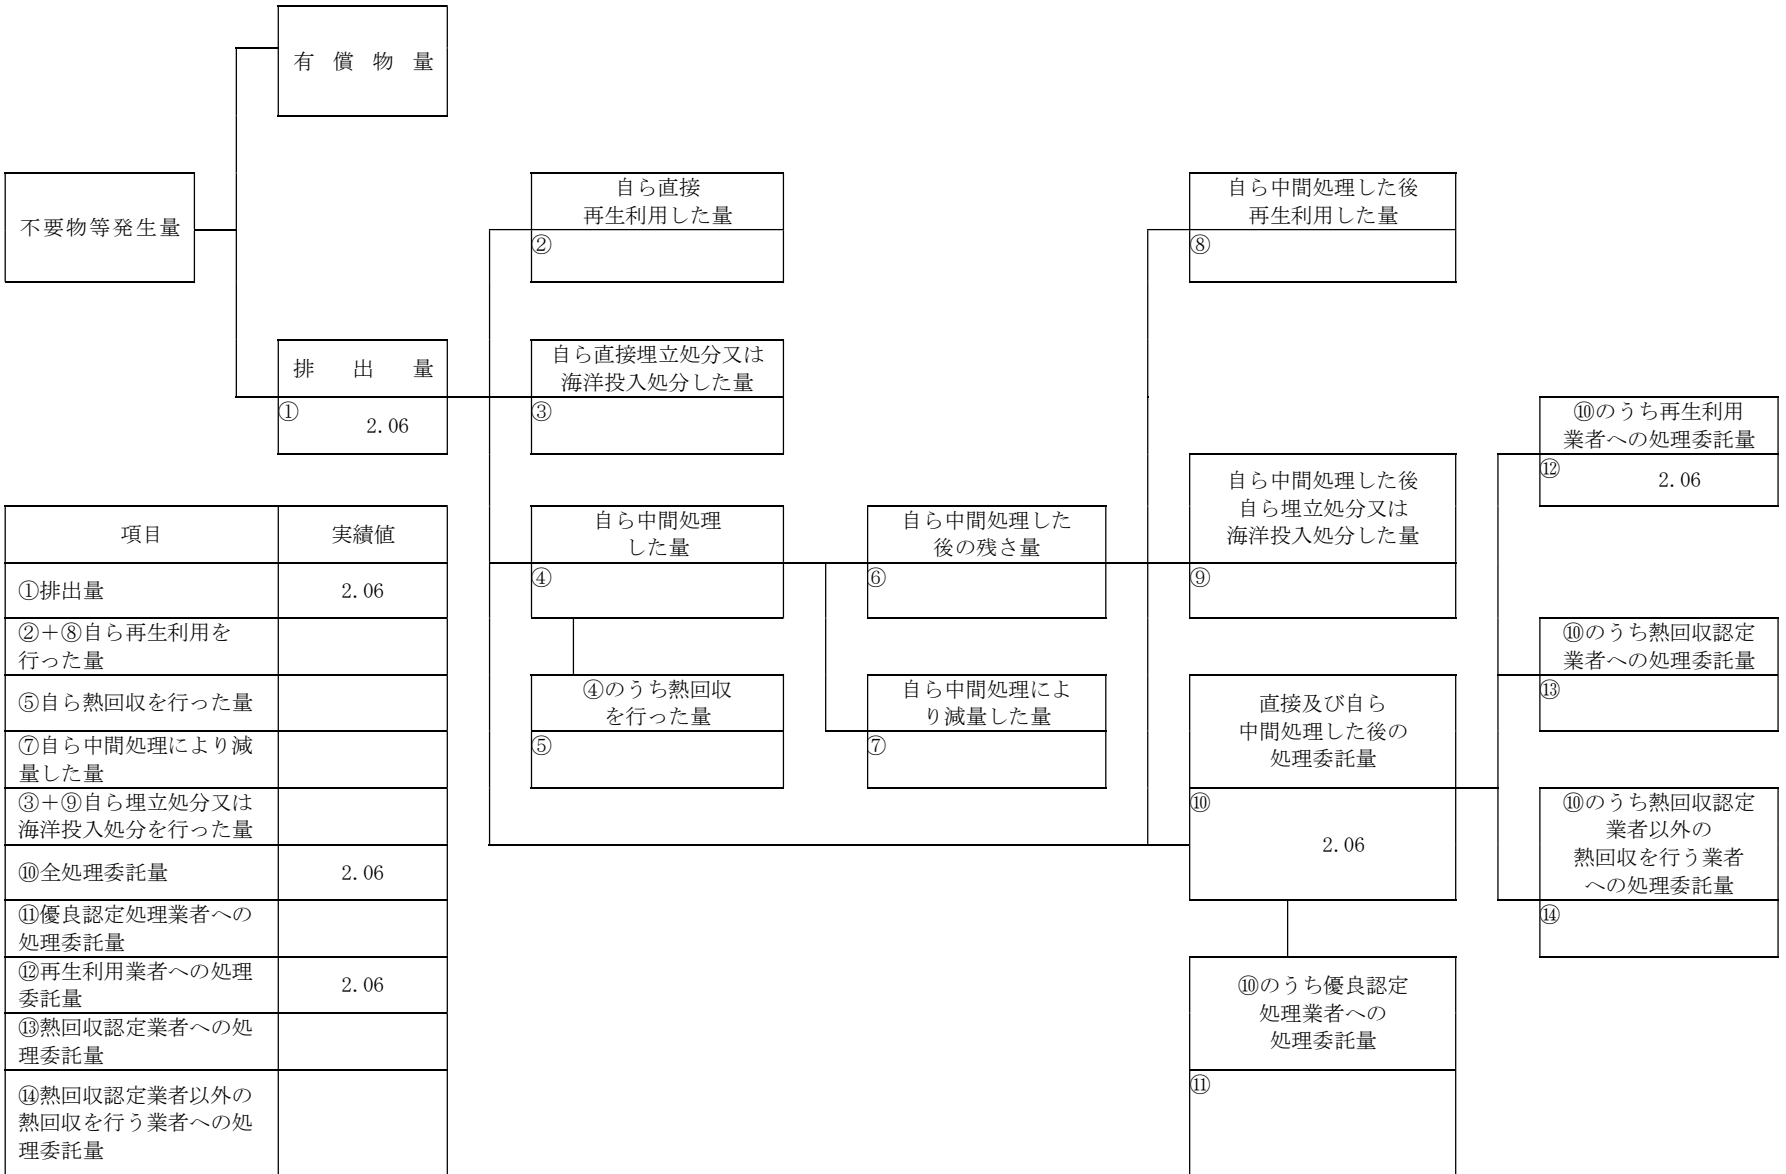 有償物量
不要物等発生量
自ら直接
再生利用した量
②
自ら中間処理した後
再生利用した量
⑧
排出量
①
2.06
自ら直接埋立処分又は
海洋投入処分した量
③
⑩のうち再生利用
業者への処理委託量
⑫
2.06
自ら中間処理
した量
④
自ら中間処理した
後の残さ量
⑥
自ら中間処理した後
自ら埋立処分又は
海洋投入処分した量
⑨
⑩のうち熱回収認定
業者への処理委託量
⑬
④のうち熱回収
を行った量
⑤
自ら中間処理によ
り減量した量
⑦
直接及び自ら
中間処理した後の
処理委託量
⑩
2.06
⑩のうち熱回収認定
業者以外の
熱回収を行う業者
への処理委託量
⑭
⑩のうち優良認定
処理業者への
処理委託量
⑪
項目 実績値
①排出量 2.06
②+⑧自ら再生利用を
行った量
⑤自ら熱回収を行った量
⑦自ら中間処理により減
量した量
③+⑨自ら埋立処分又は
海洋投入処分を行った量
⑩全処理委託量 2.06
⑪優良認定処理業者への
処理委託量
⑫再生利用業者への処理
委託量 2.06
⑬熱回収認定業者への処
理委託量
⑭熱回収認定業者以外の
熱回収を行う業者への処
理委託量